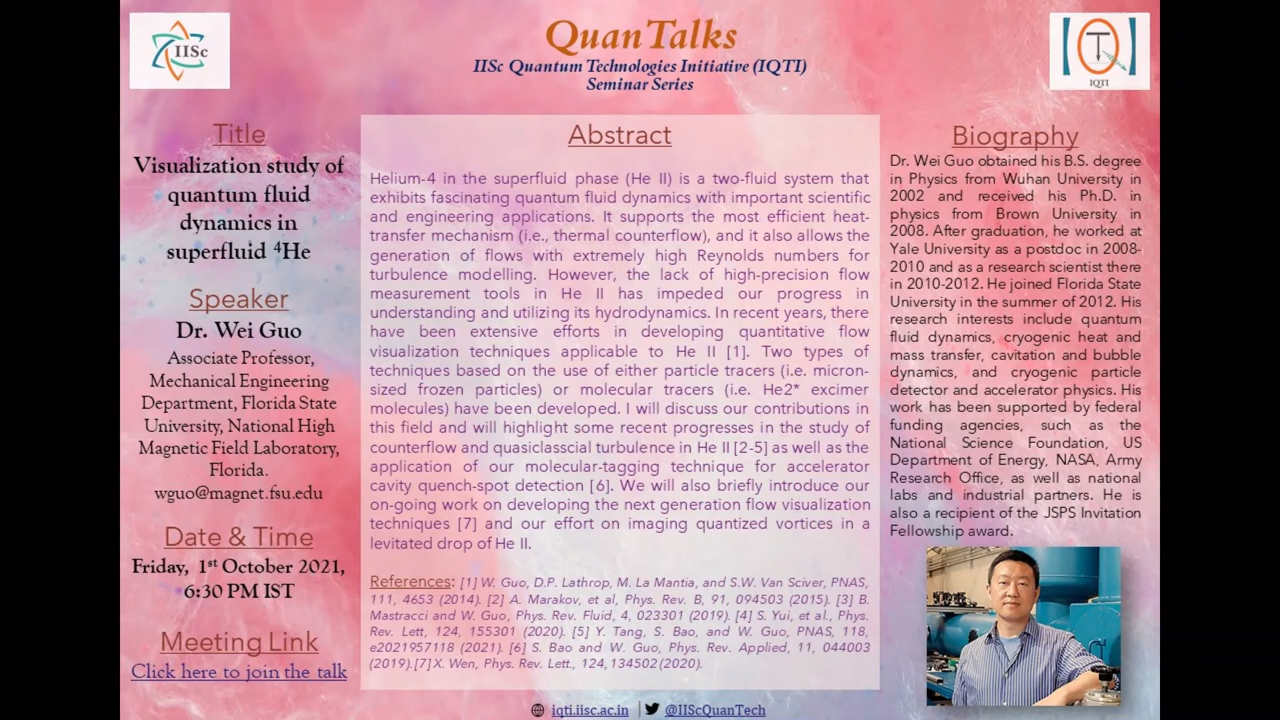 IISc
QuanTalks
IISc Quantum Technologies Initiative (IQTI)
Seminar Series
IQTI
Title
Visualization study of
quantum fluid
dynamics in
superfluid ⁴He
Speaker
Dr. Wei Guo
Associate Professor,
Mechanical Engineering
Department, Florida State
University, National High
Magnetic Field Laboratory,
Florida.
wguo@magnet.fsu.edu
Date & Time
Friday, 1ˢᵗ October 2021,
6:30 PM IST
Meeting Link
Click here to join the talk
Abstract
Helium-4 in the superfluid phase (He II) is a two-fluid system that
exhibits fascinating quantum fluid dynamics with important scientific
and engineering applications. It supports the most efficient heat-
transfer mechanism (i.e., thermal counterflow), and it also allows the
generation of flows with extremely high Reynolds numbers for
turbulence modelling. However, the lack of high-precision flow
measurement tools in He II has impeded our progress in
understanding and utilizing its hydrodynamics. In recent years, there
have been extensive efforts in developing quantitative flow
visualization techniques applicable to He II [1]. Two types of
techniques based on the use of either particle tracers (i.e. micron-
sized frozen particles) or molecular tracers (i.e. He2* excimer
molecules) have been developed. I will discuss our contributions in
this field and will highlight some recent progresses in the study of
counterflow and quasiclasscial turbulence in He II [2-5] as well as the
application of our molecular-tagging technique for accelerator
cavity quench-spot detection [6]. We will also briefly introduce our
on-going work on developing the next generation flow visualization
techniques [7] and our effort on imaging quantized vortices in a
levitated drop of He II.
References: [1] W. Guo, D.P. Lathrop, M. La Mantia, and S.W. Van Sciver, PNAS,
111, 4653 (2014). [2] A. Marakov, et al, Phys. Rev. B, 91, 094503 (2015). [3] B.
Mastracci and W. Guo, Phys. Rev. Fluid, 4, 023301 (2019). [4] S. Yui, et al., Phys.
Rev. Lett, 124, 155301 (2020). [5] Y. Tang, S. Bao, and W. Guo, PNAS, 118,
e2021957118 (2021). [6] S. Bao and W. Guo, Phys. Rev. Applied, 11, 044003
(2019).[7] X. Wen, Phys. Rev. Lett., 124, 134502 (2020).
Biography
Dr. Wei Guo obtained his B.S. degree
in Physics from Wuhan University in
2002 and received his Ph.D. in
physics from Brown University in
2008. After graduation, he worked at
Yale University as a postdoc in 2008-
2010 and as a research scientist there
in 2010-2012. He joined Florida State
University in the summer of 2012. His
research interests include quantum
fluid dynamics, cryogenic heat and
mass transfer, cavitation and bubble
dynamics, and cryogenic particle
detector and accelerator physics. His
work has been supported by federal
funding agencies, such as the
National Science Foundation, US
Department of Energy, NASA, Army
Research Office, as well as national
labs and industrial partners. He is
also a recipient of the JSPS Invitation
Fellowship award.
iqti.iisc.ac.in | @IIScQuanTech